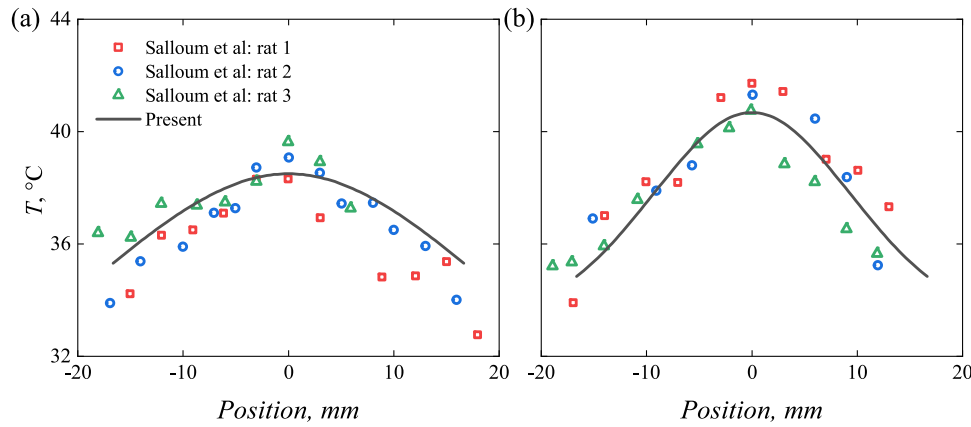 (a)
(b)
44
40
36
32
T, °C
Salloum et al: rat 1
Salloum et al: rat 2
Salloum et al: rat 3
Present
-20 -10 0 10 20
-20 -10 0 10 20
Position, mm
Position, mm